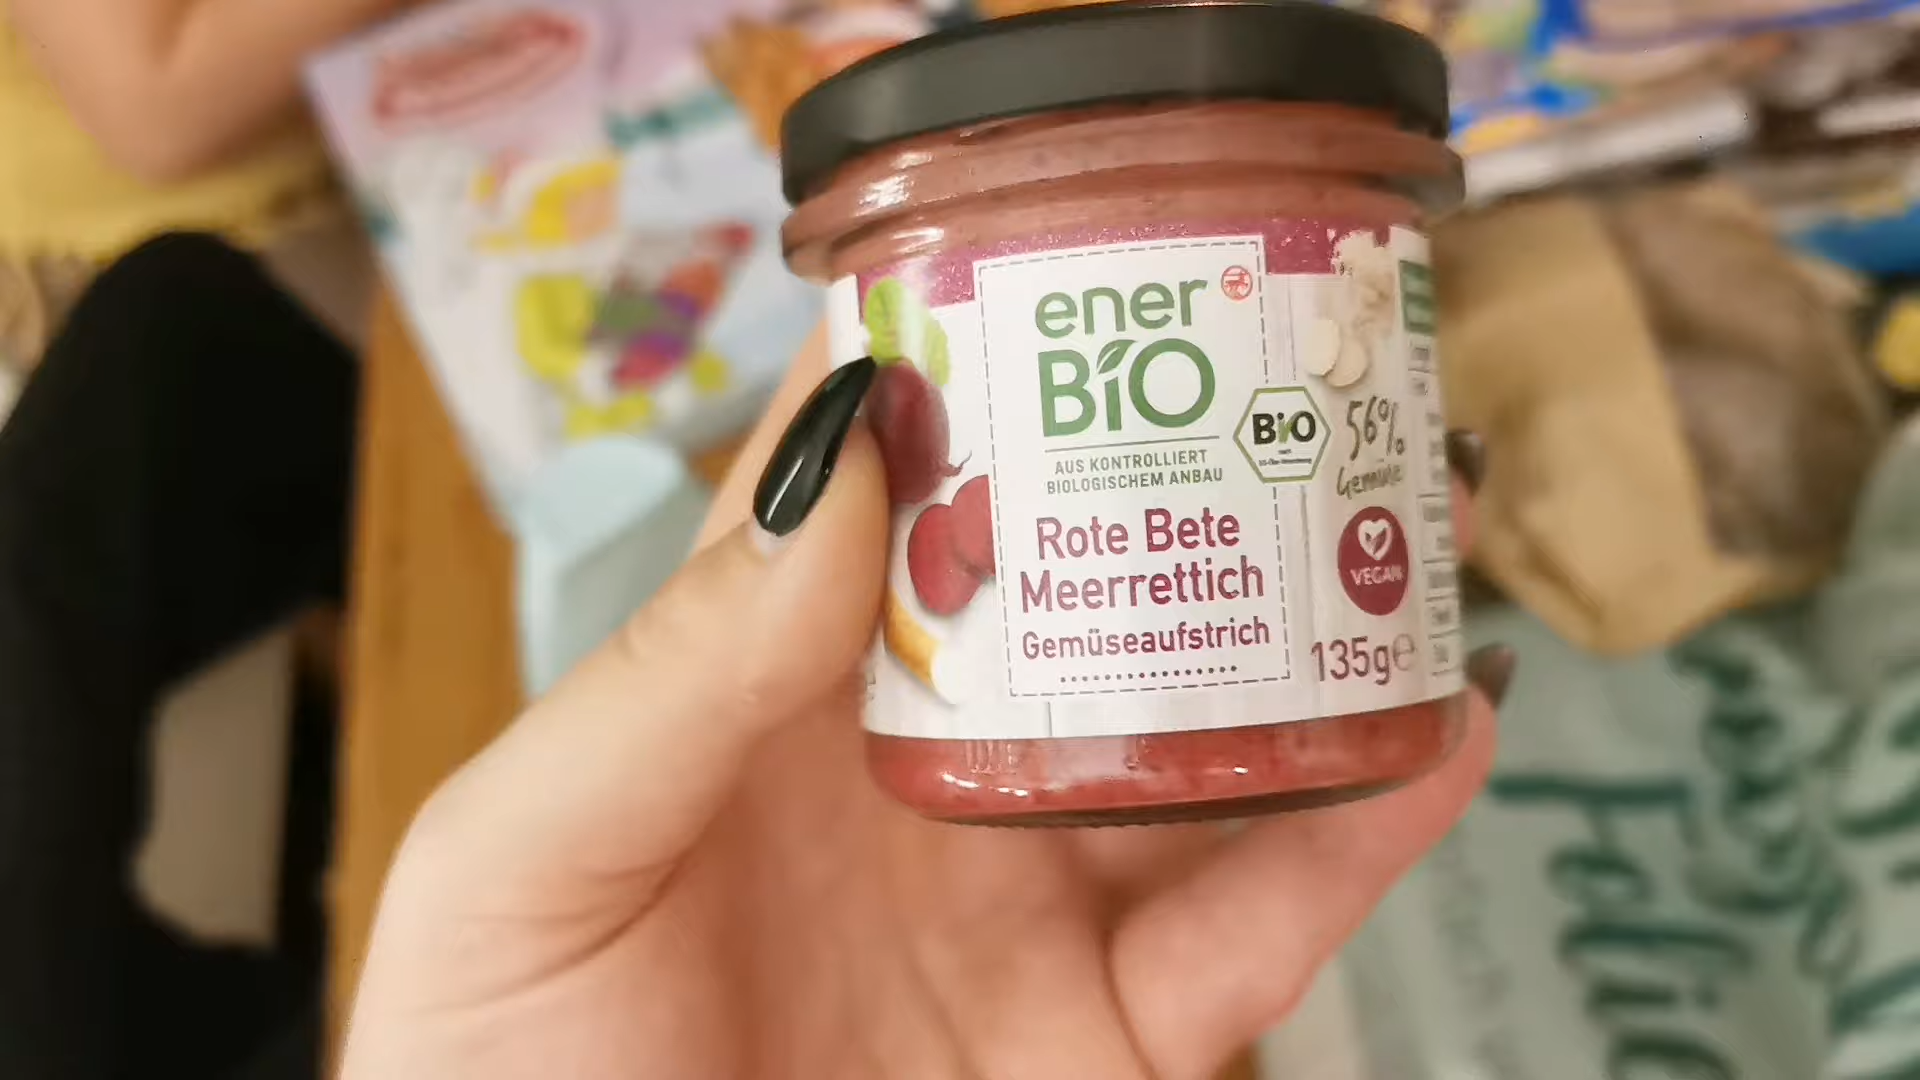 ener
BiO
AUS KONTROLLIERT
BIOLOGISCHEM ANBAU
Rote Bete
Meerrettich
Gemüseaufstrich
BiO
56%
Gemüse
VEGAN
135g℮